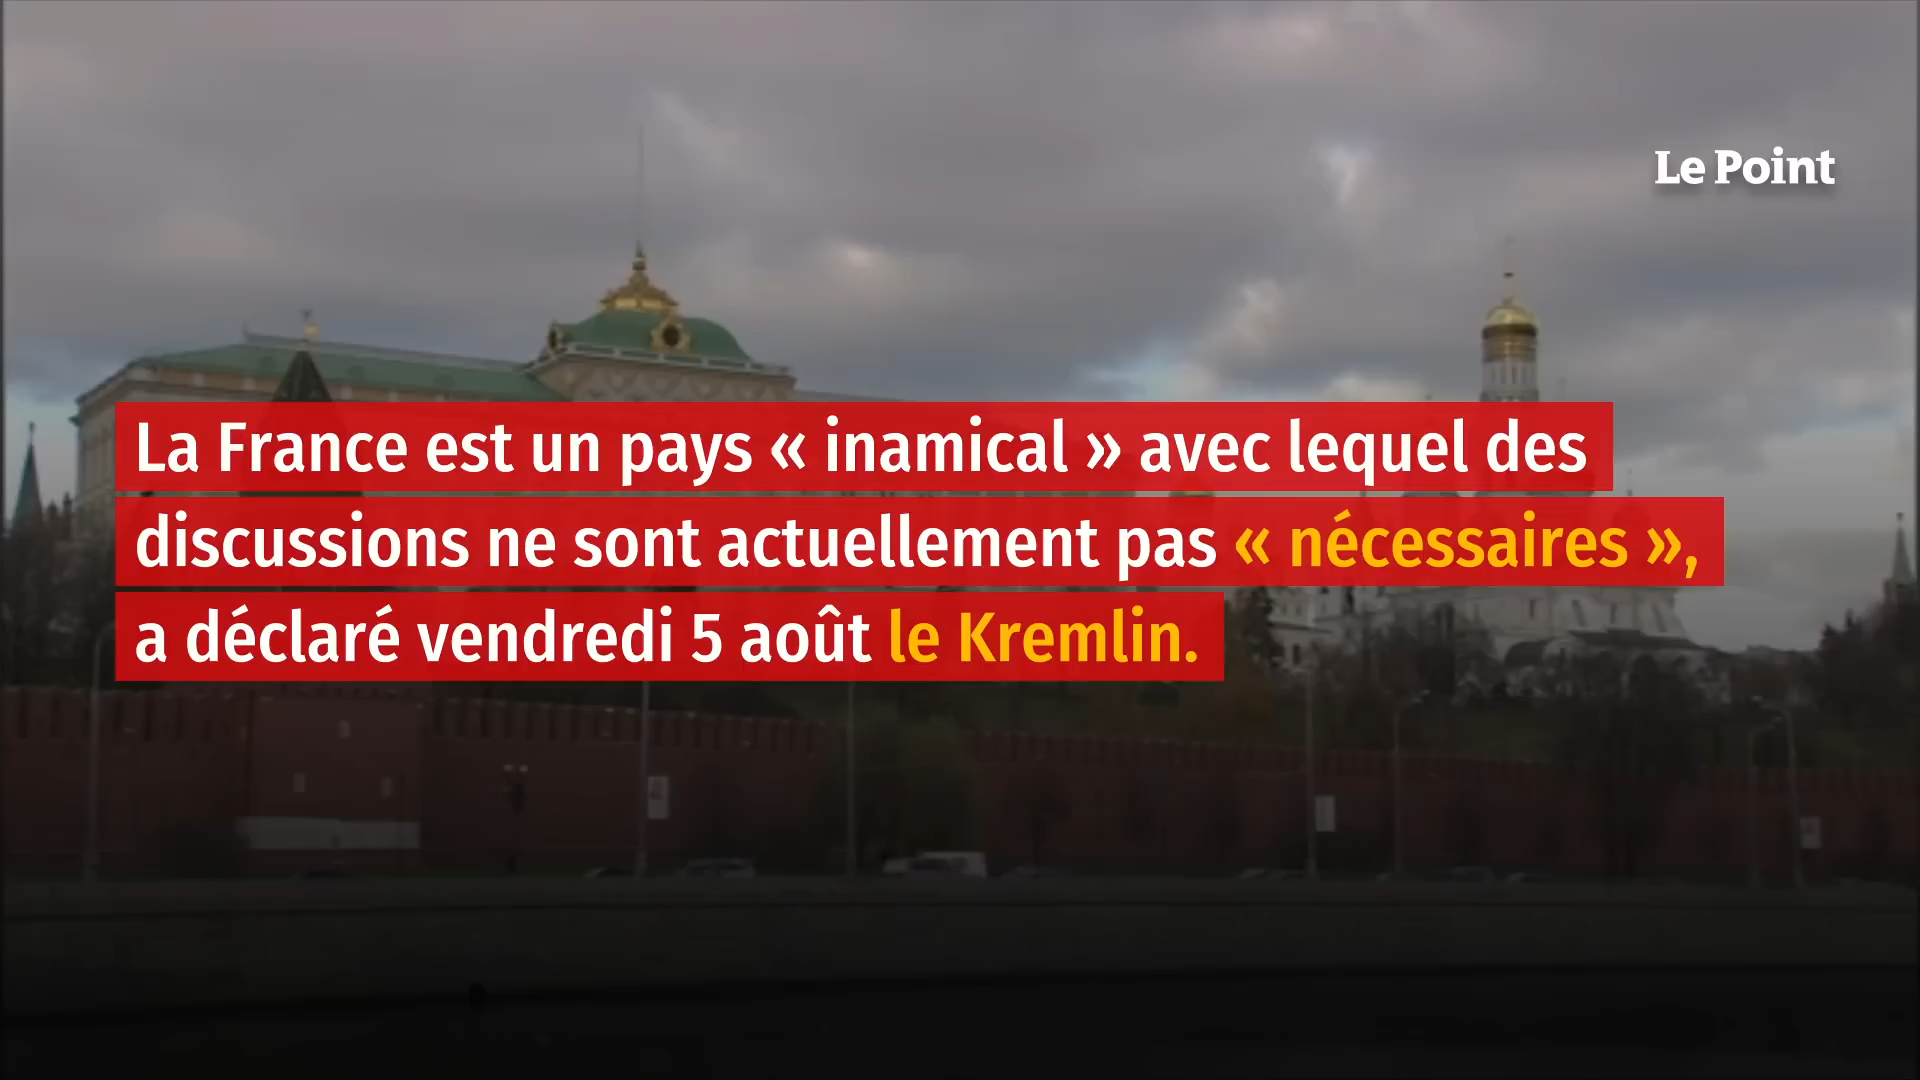 Le Point
La France est un pays « inamical » avec lequel des
discussions ne sont actuellement pas « nécessaires »,
a déclaré vendredi 5 août le Kremlin.